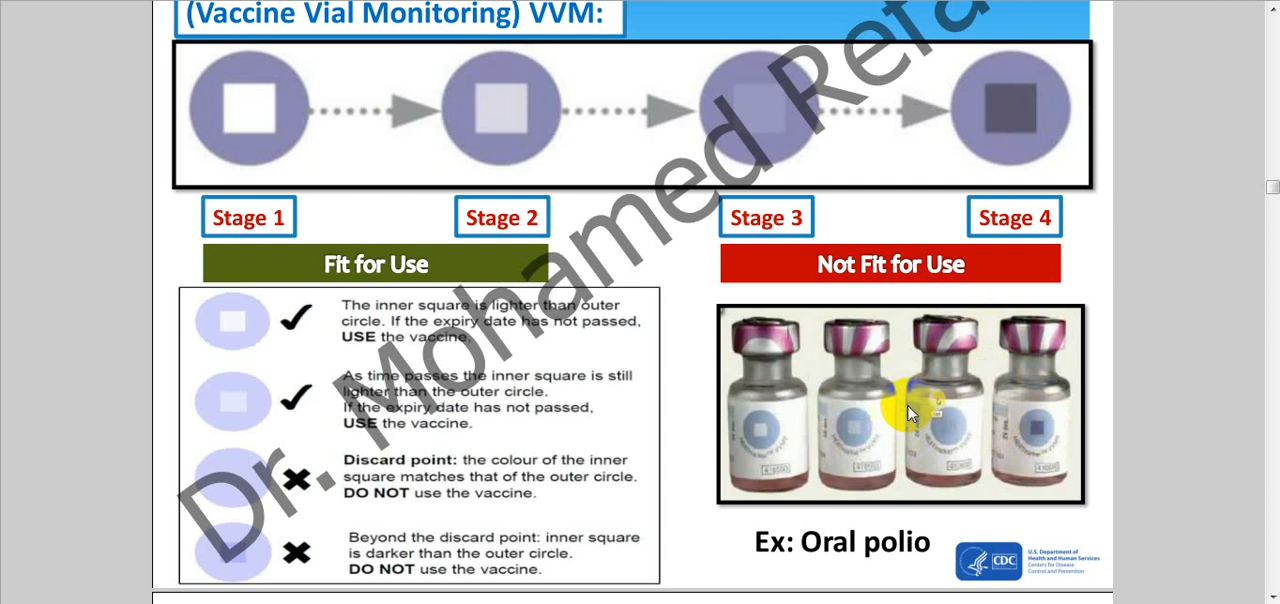 (Vaccine Vial Monitoring) VVM:
Stage 1
Stage 2
Stage 3
Stage 4
Fit for Use
Not Fit for Use
The inner square is lighter than outer
circle. If the expiry date has not passed,
USE the vaccine.
As time passes the inner square is still
lighter than the outer circle.
If the expiry date has not passed,
USE the vaccine.
Discard point: the colour of the inner
square matches that of the outer circle.
DO NOT use the vaccine.
Beyond the discard point: inner square
is darker than the outer circle.
DO NOT use the vaccine.
Ex: Oral polio
CDC
U.S. Department of
Health and Human Services
Centers for Disease
Control and Prevention
Dr. Mohamed